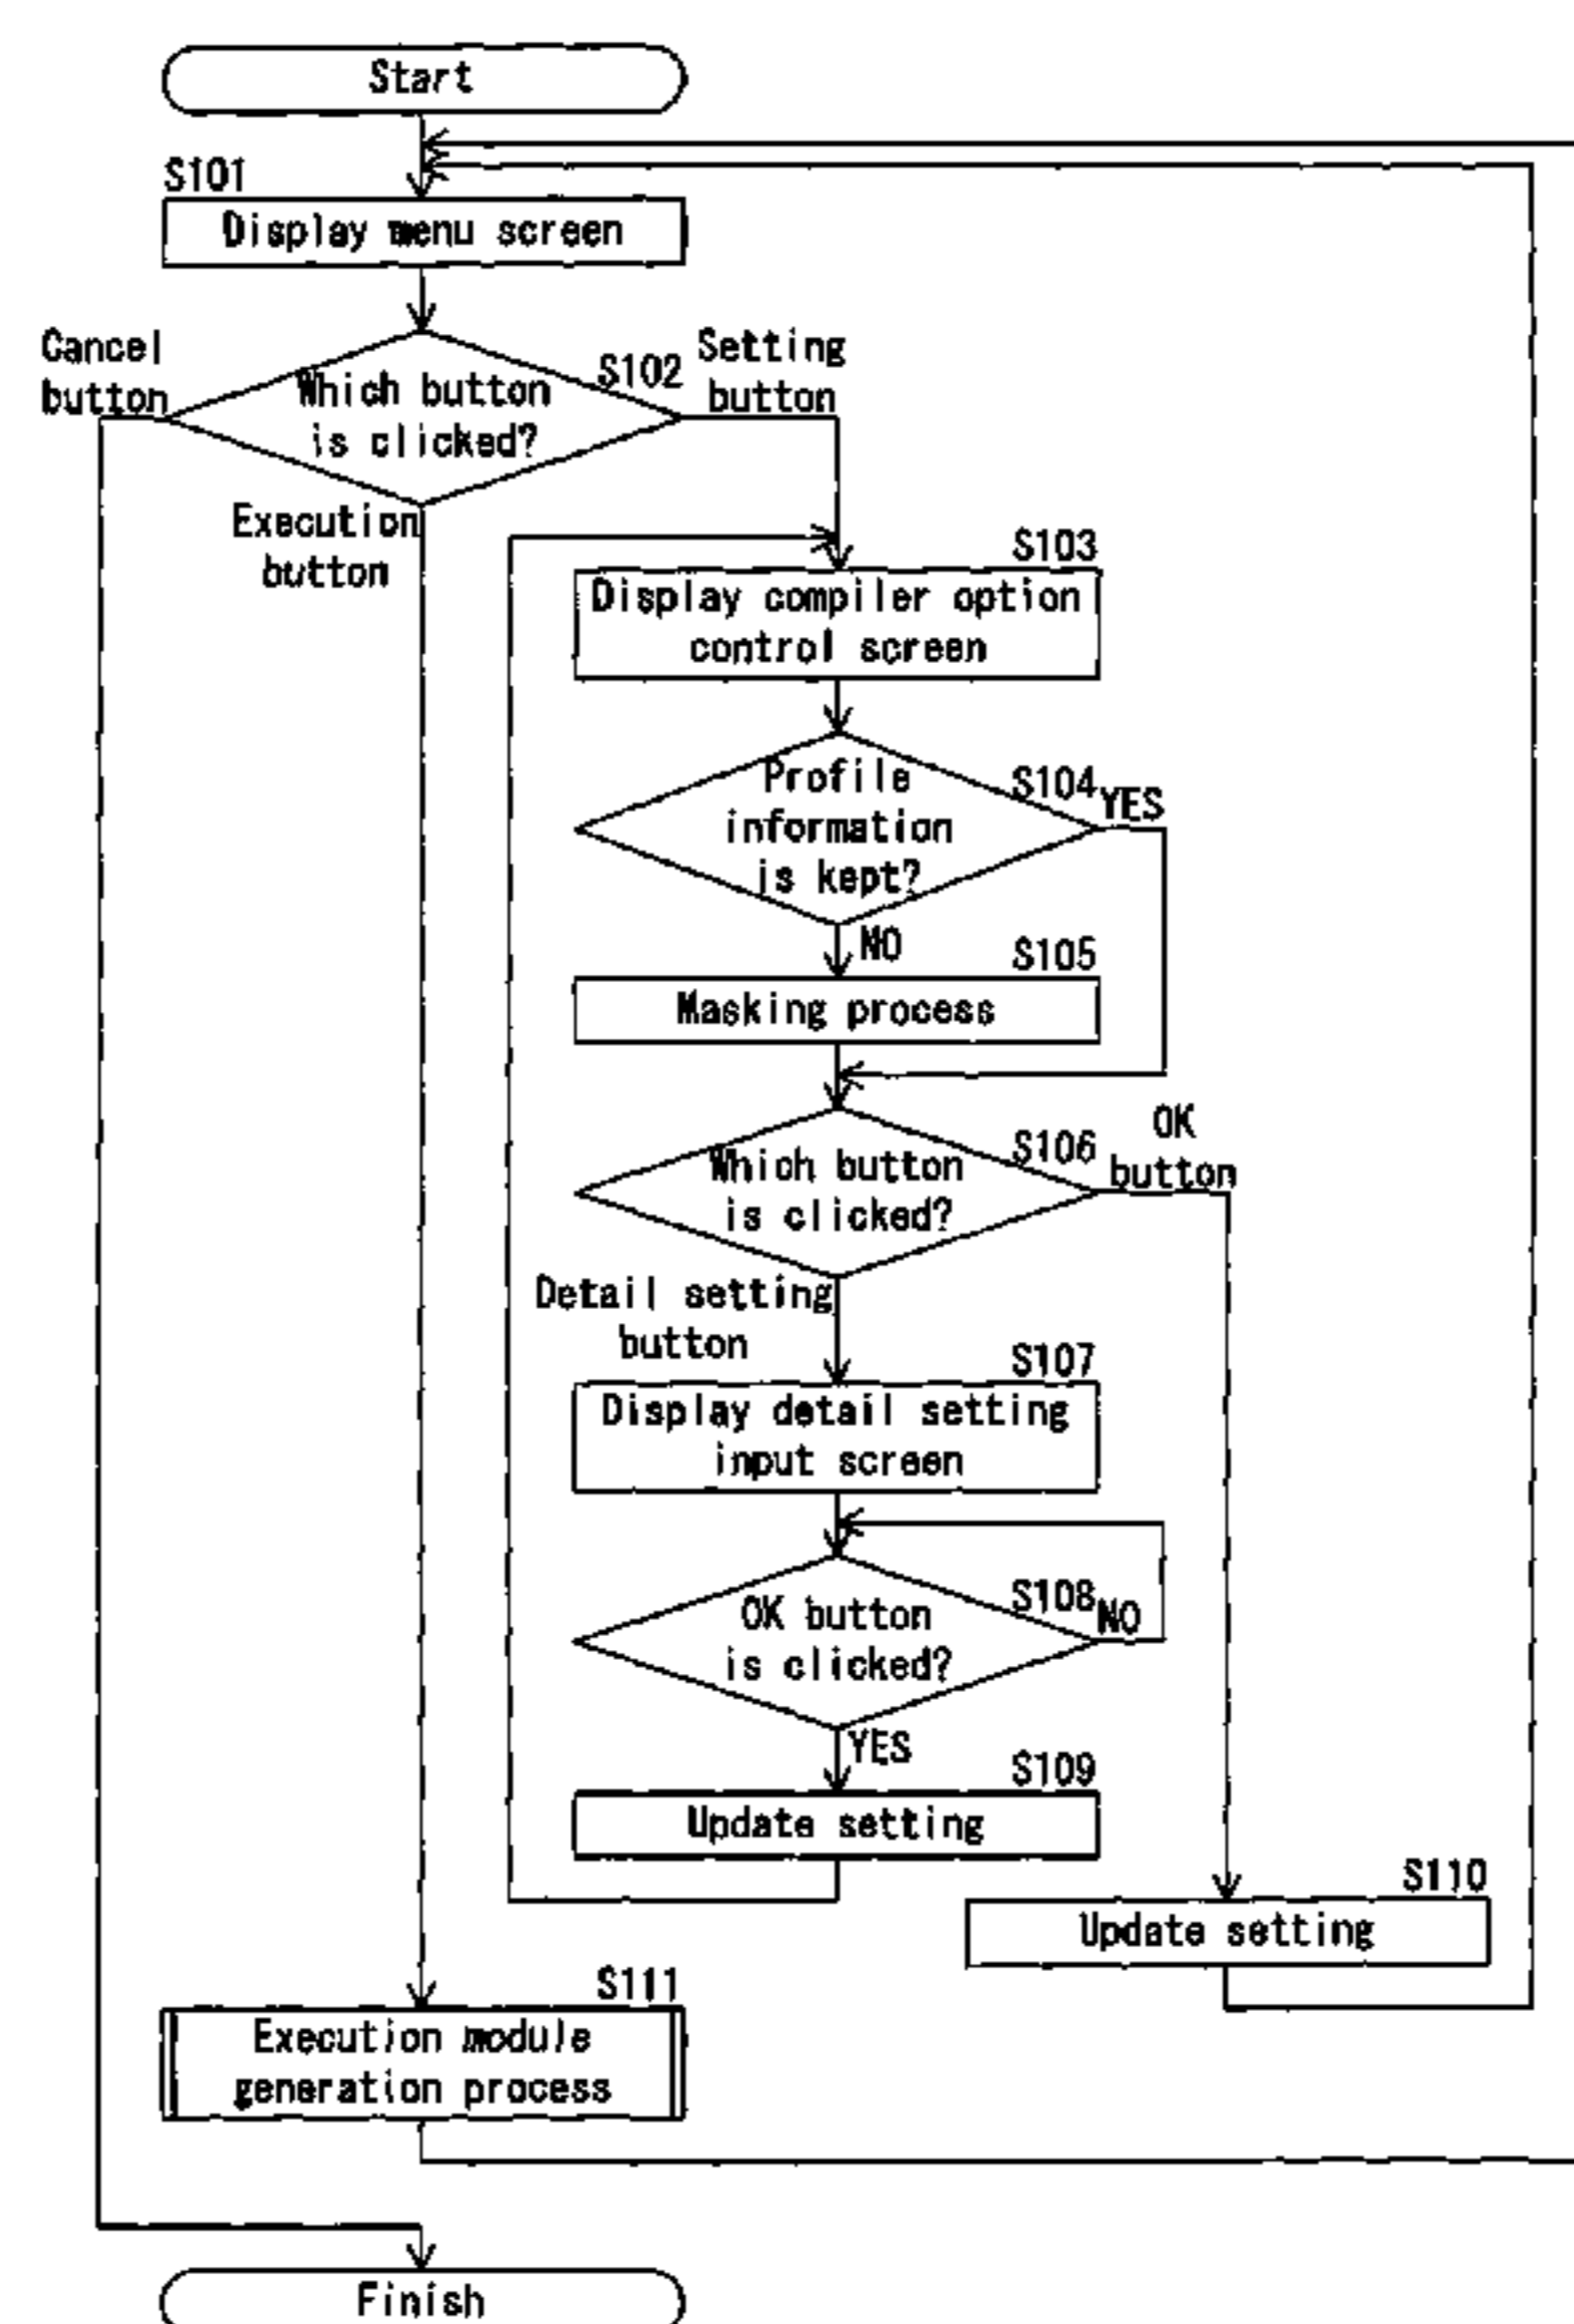 Start
S101
Display menu screen
Cancel
button
Which button
is clicked?
S102
Setting
button
Execution
button
S103
Display compiler option
control screen
Profile
information
is kept?
S104
YES
NO
S105
Masking process
Which button
is clicked?
S106
OK
button
Detail setting
button
S107
Display detail setting
input screen
OK button
is clicked?
S108
NO
YES
S109
Update setting
S110
Update setting
S111
Execution module
generation process
Finish